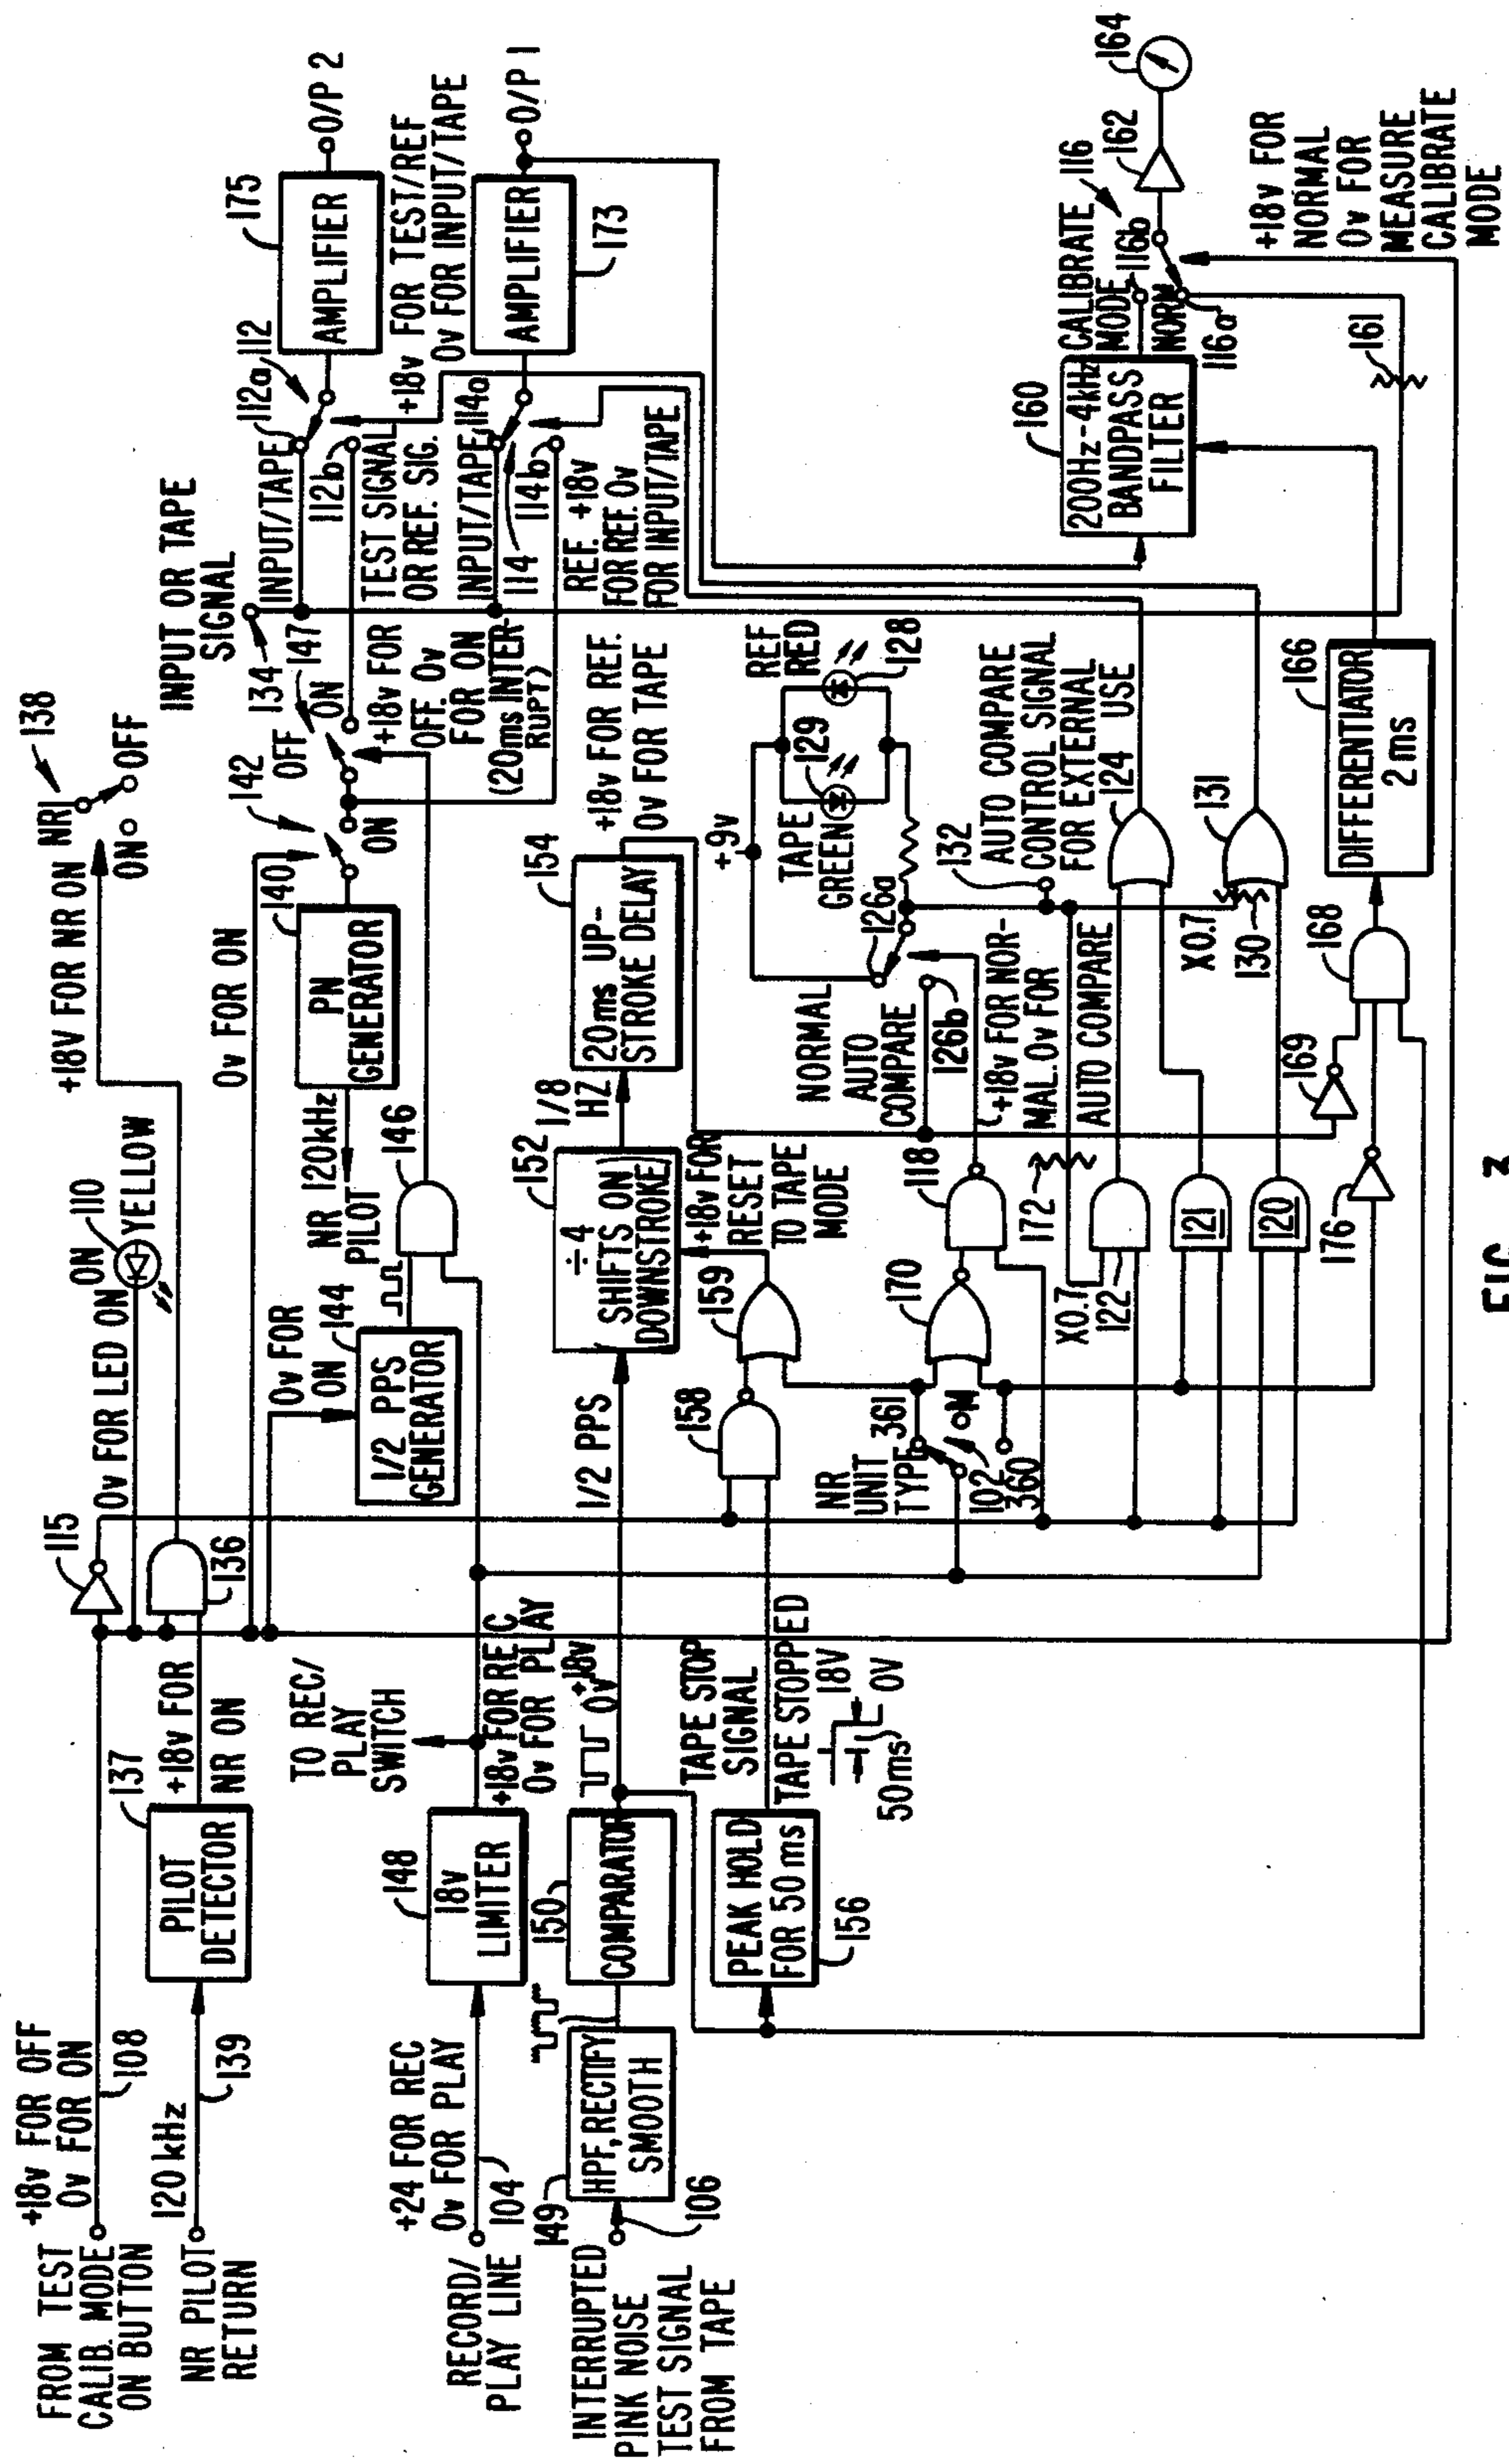 FROM TEST
CALIB. MODE
ON BUTTON
+18v FOR OFF
0v FOR ON
108
NR PILOT
RETURN
120 kHz
139
PILOT
DETECTOR
137
+18v FOR
NR ON
115
136
0v FOR LED ON
ON
110
YELLOW
+18V FOR NR ON
NR
138
ON
OFF
RECORD/
PLAY LINE
+24 FOR REC
0v FOR PLAY
104
148
18v
LIMITER
TO REC/
PLAY
SWITCH
+18v FOR REC
0v FOR PLAY
0v FOR
ON
144
1/2 PPS
GENERATOR
146
NR 120kHz
PILOT
0v FOR ON
140
PN
GENERATOR
142
ON
OFF
ON
147
134
INPUT OR TAPE
SIGNAL
+18v FOR
OFF. 0v
FOR ON
(20ms INTER-
RUPT)
INPUT/TAPE
112a
112
112b
TEST SIGNAL
OR REF. SIG.
+18v FOR TEST/REF
0v FOR INPUT/TAPE
175
AMPLIFIER
O/P 2
INPUT/TAPE
114a
114
114b
REF. +18v
FOR REF. 0v
FOR INPUT/TAPE
AMPLIFIER
173
O/P 1
INTERRUPTED
PINK NOISE
TEST SIGNAL
FROM TAPE
106
149
HPF, RECTIFY
SMOOTH
150
COMPARATOR
+18v
0v
1/2 PPS
152
÷4
SHIFTS ON
DOWNSTROKE
1/8
HZ
154
20ms UP-
STROKE DELAY
+18v FOR REF.
0v FOR TAPE
PEAK HOLD
FOR 50 ms
156
TAPE STOP
SIGNAL
TAPE STOPPED
18V
0V
50ms
158
159
+18v FOR
RESET
TO TAPE
MODE
NR
UNIT
TYPE
361
M
102
360
170
118
+18v FOR NOR-
MAL. 0v FOR
AUTO COMPARE
NORMAL
AUTO
COMPARE
126a
126b
+9v
TAPE
GREEN
129
REF
RED
128
132
AUTO COMPARE
CONTROL SIGNAL
FOR EXTERNAL
USE
124
172
X0.7
122
121
120
X0.7
130
131
176
169
168
166
DIFFERENTIATOR
2 ms
160
200Hz-4kHz
BANDPASS
FILTER
CALIBRATE
MODE
116
116b
NORM
116a
161
162
164
+18v FOR
NORMAL
0v FOR
MEASURE
CALIBRATE
MODE